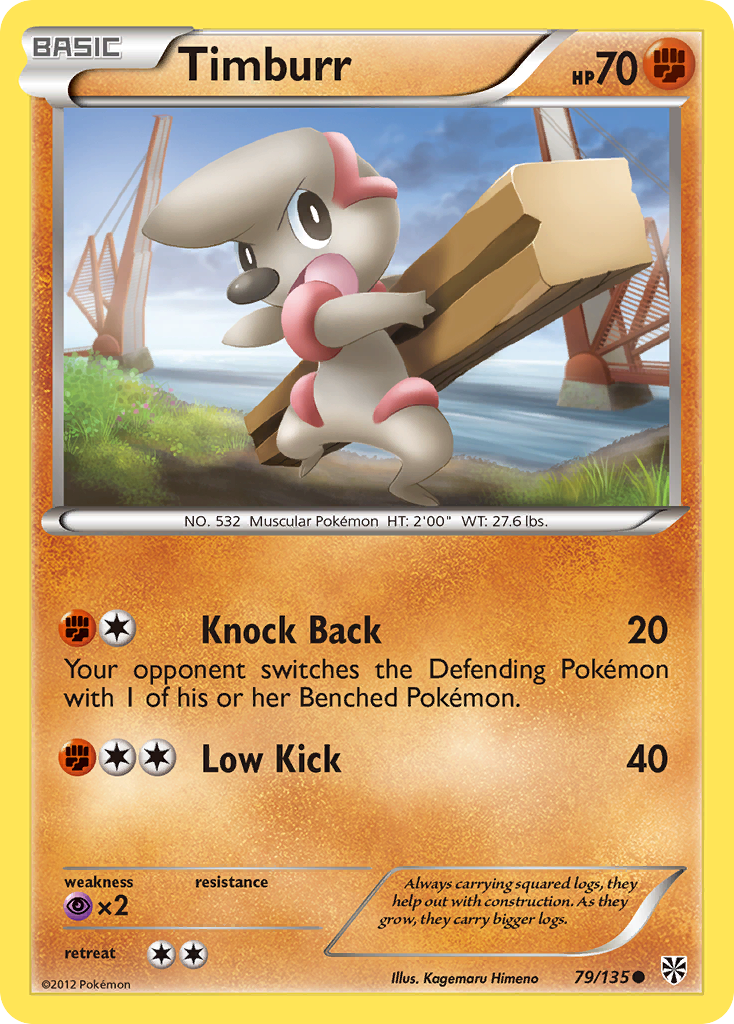 BASIC
Timburr
HP70
NO. 532 Muscular Pokémon HT: 2'00" WT: 27.6 lbs.
Knock Back 20
Your opponent switches the Defending Pokémon
with 1 of his or her Benched Pokémon.
Low Kick 40
weakness
×2
resistance
retreat
Always carrying squared logs, they
help out with construction. As they
grow, they carry bigger logs.
©2012 Pokémon
Illus. Kagemaru Himeno
79/135